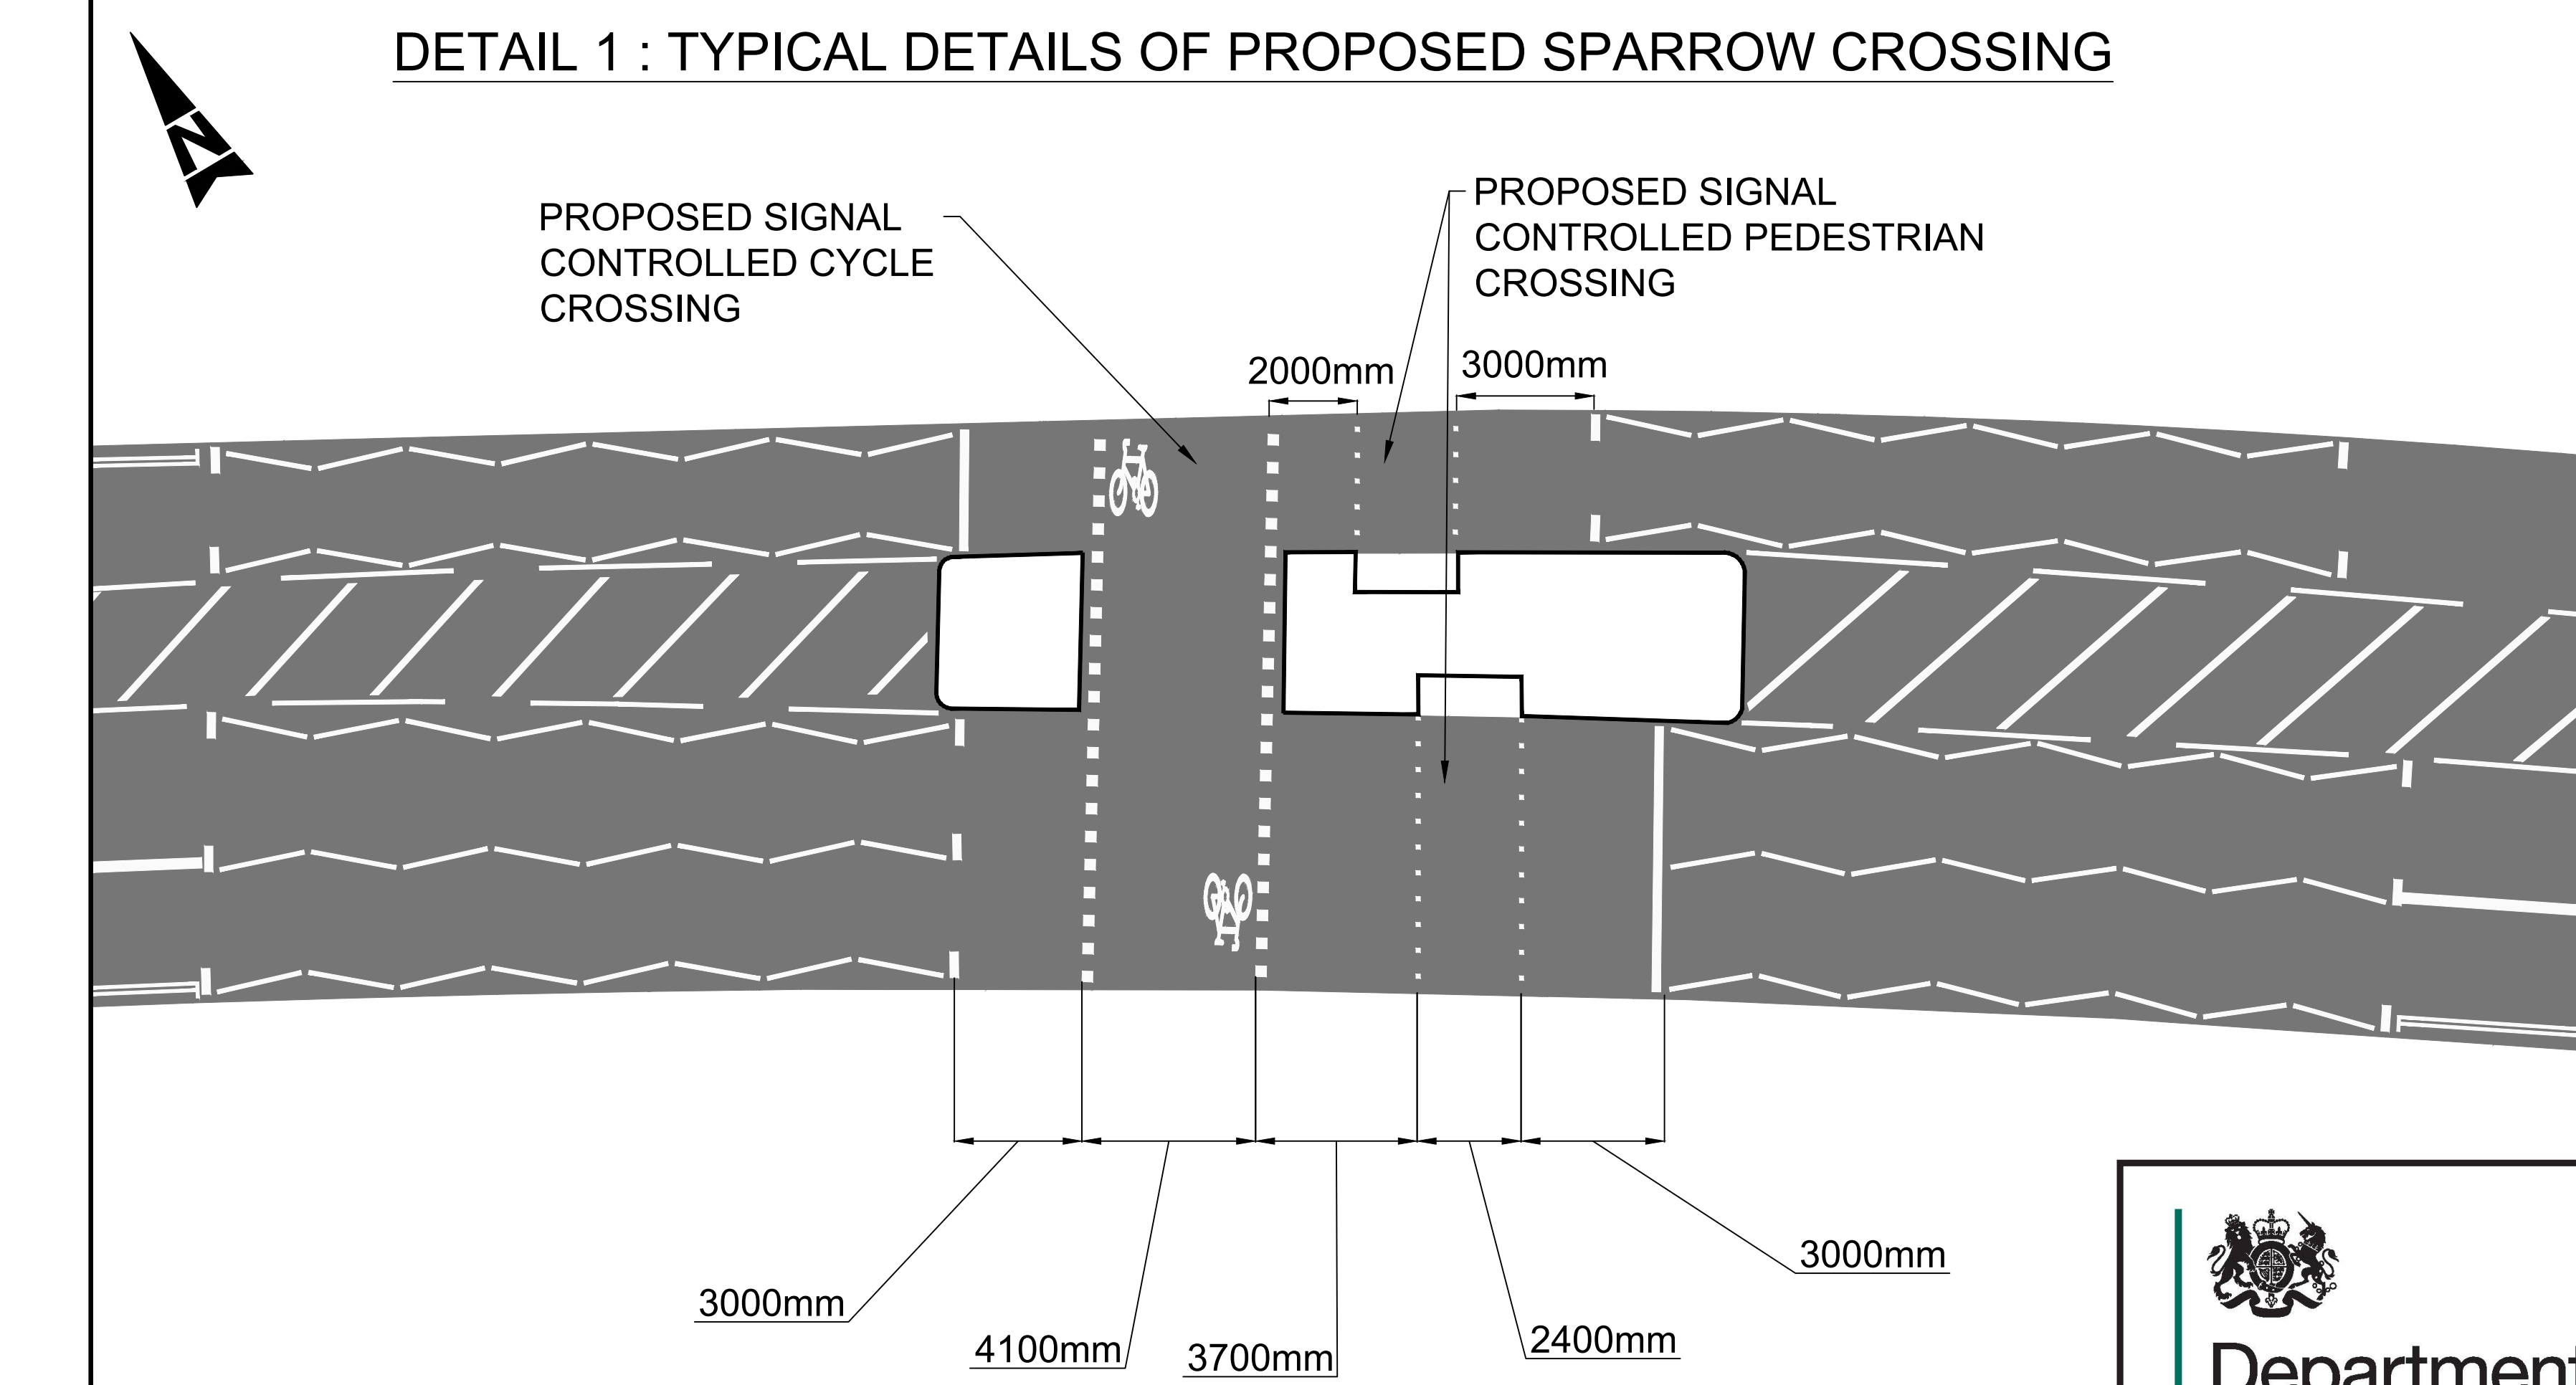 DETAIL 1 : TYPICAL DETAILS OF PROPOSED SPARROW CROSSING
N
PROPOSED SIGNAL
CONTROLLED CYCLE
CROSSING
PROPOSED SIGNAL
CONTROLLED PEDESTRIAN
CROSSING
2000mm
3000mm
3000mm
4100mm
3700mm
2400mm
3000mm
Department